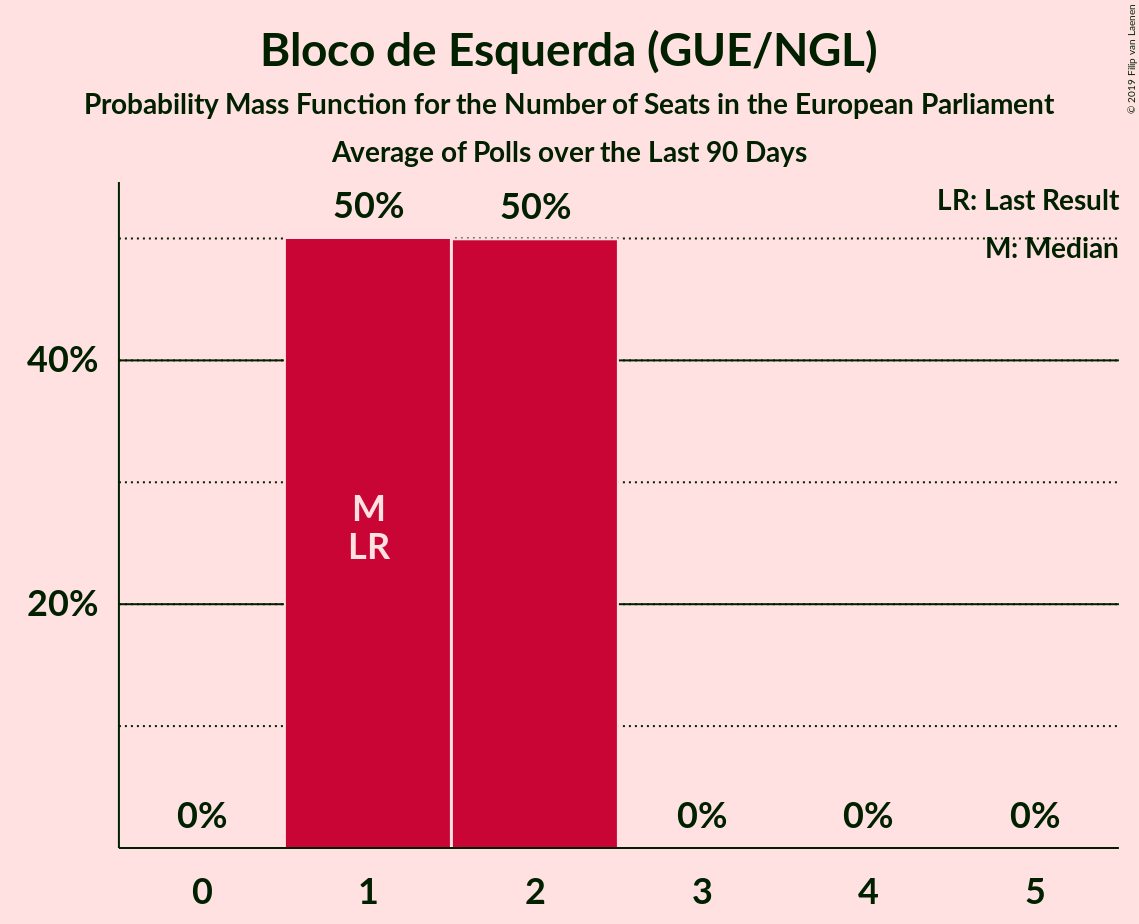 Bloco de Esquerda (GUE/NGL)
Probability Mass Function for the Number of Seats in the European Parliament
Average of Polls over the Last 90 Days
© 2019 Filip van Laenen
LR: Last Result
M: Median
50%
50%
40%
M
LR
20%
0%
0%
0%
0%
0
1
2
3
4
5